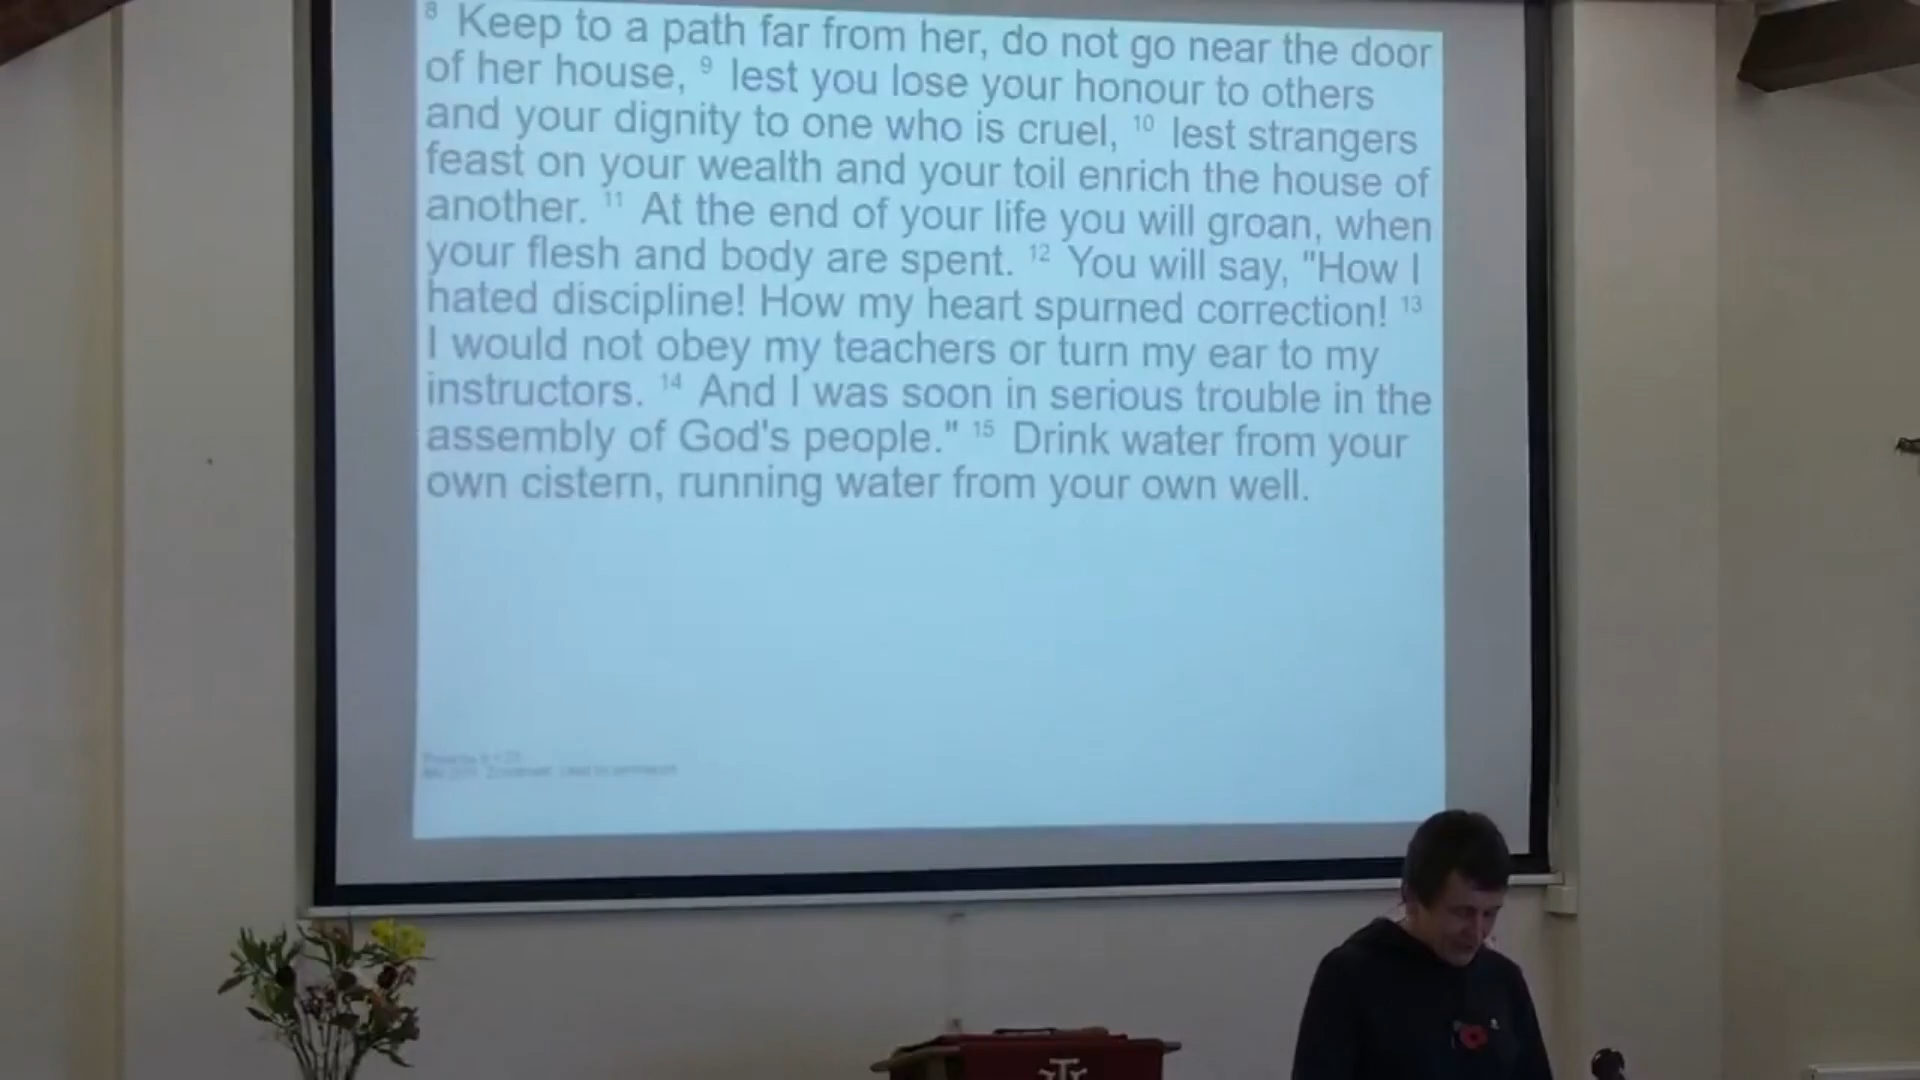 8 Keep to a path far from her, do not go near the door
of her house, 9 lest you lose your honour to others
and your dignity to one who is cruel, 10 lest strangers
feast on your wealth and your toil enrich the house of
another. 11 At the end of your life you will groan, when
your flesh and body are spent. 12 You will say, "How I
hated discipline! How my heart spurned correction! 13
I would not obey my teachers or turn my ear to my
instructors. 14 And I was soon in serious trouble in the
assembly of God's people." 15 Drink water from your
own cistern, running water from your own well.